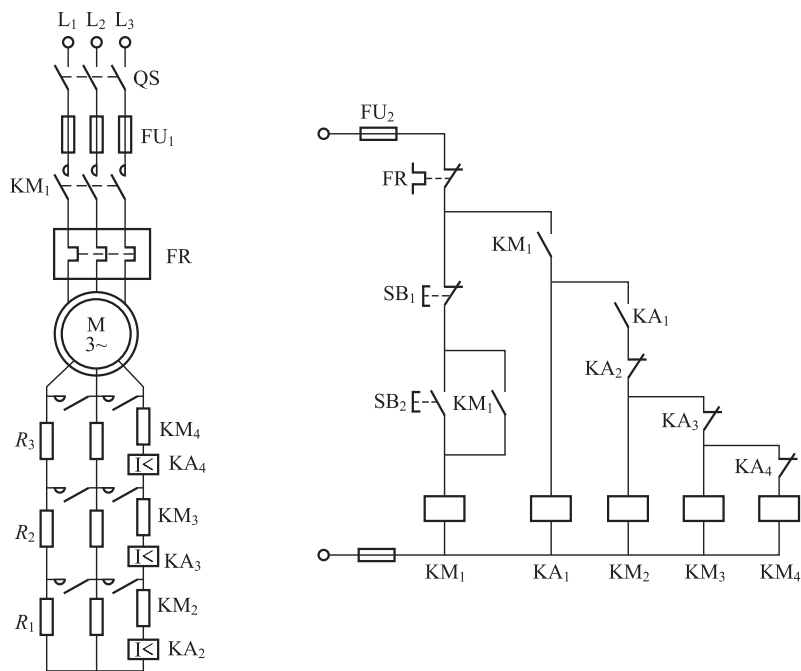 L₁ L₂ L₃
QS
FU₁
KM₁
FR
M
3~
R₃
KM₄
I<
KA₄
R₂
KM₃
I<
KA₃
R₁
KM₂
I<
KA₂
FU₂
FR
KM₁
SB₁
KA₁
KA₂
SB₂
KM₁
KA₃
KA₄
KM₁ KA₁ KM₂ KM₃ KM₄